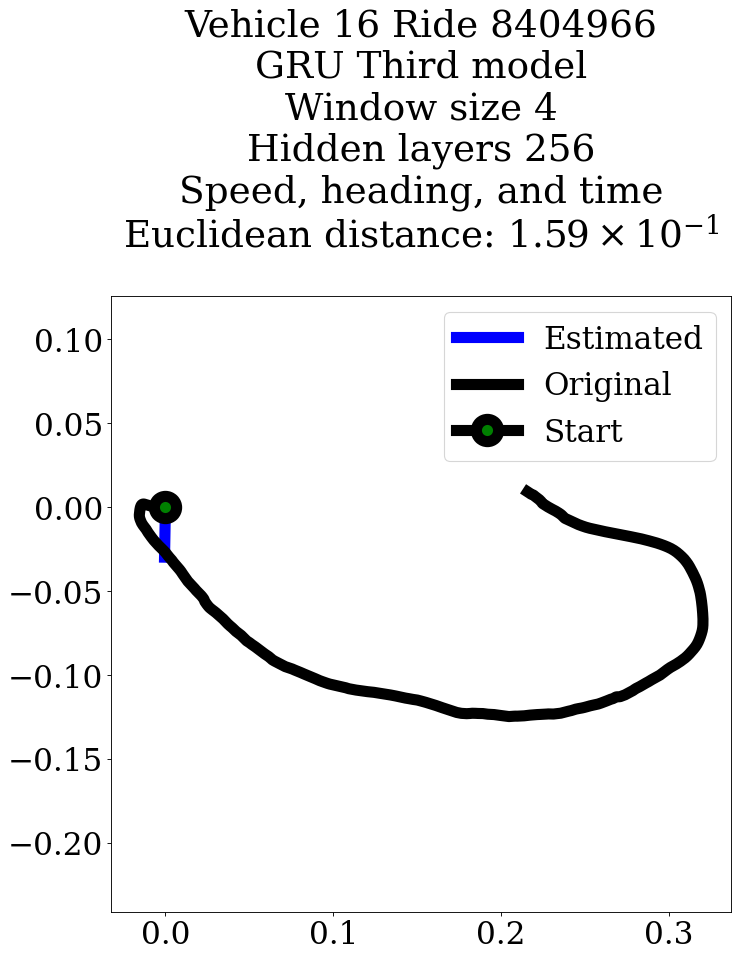 Vehicle 16 Ride 8404966
GRU Third model
Window size 4
Hidden layers 256
Speed, heading, and time
Euclidean distance: 1.59 × 10⁻¹
Estimated
Original
Start
0.10
0.05
0.00
−0.05
−0.10
−0.15
−0.20
0.0 0.1 0.2 0.3